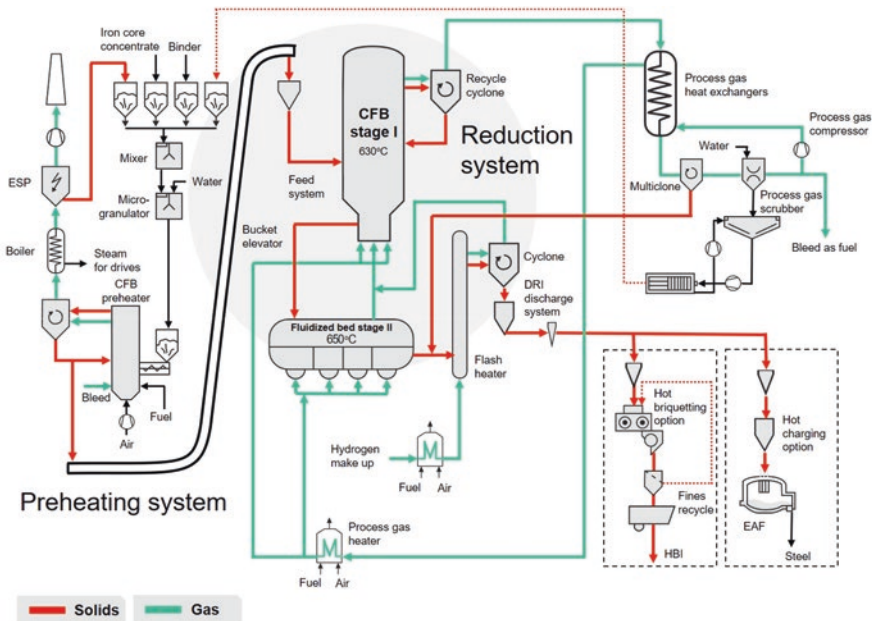 Iron core
concentrate
Binder
ESP
Mixer
Water
Micro-
granulator
Boiler
Steam
for drives
CFB
preheater
Bleed
Fuel
Air
Preheating system
Feed
system
CFB
stage I
630°C
Recycle
cyclone
Reduction
system
Bucket
elevator
Fluidized bed stage II
650°C
Cyclone
DRI
discharge
system
Flash
heater
Hydrogen
make up
Fuel
Air
Process gas
heater
Fuel
Air
Process gas
heat exchangers
Process gas
compressor
Water
Multiclone
Process gas
scrubber
Bleed as fuel
Hot
briquetting
option
Fines
recycle
HBI
Hot
charging
option
EAF
Steel
Solids
Gas